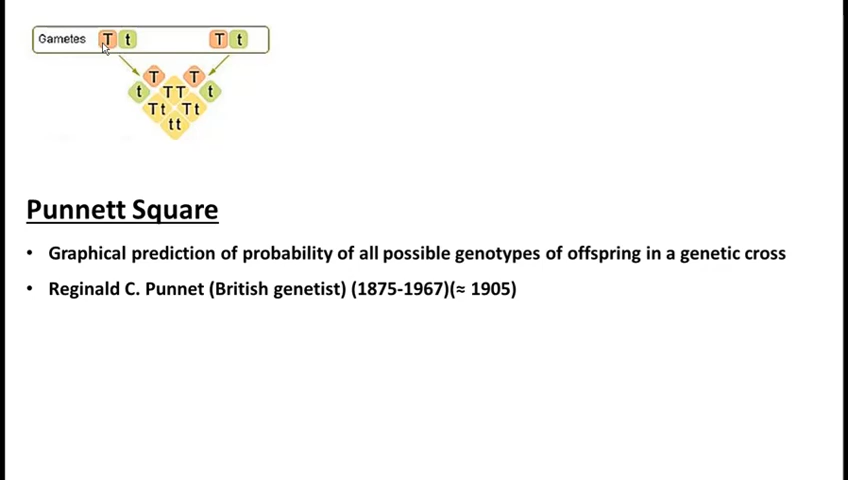 Gametes T t T t
T T
t TT t
Tt Tt
tt
Punnett Square
• Graphical prediction of probability of all possible genotypes of offspring in a genetic cross
• Reginald C. Punnet (British genetist) (1875-1967)(≈ 1905)